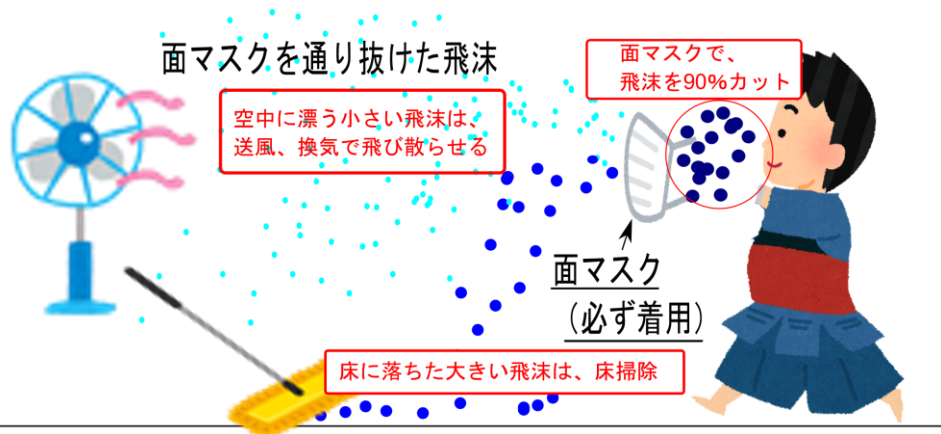 面マスクを通り抜けた飛沫
面マスクで、
飛沫を90%カット
空中に漂う小さい飛沫は、
送風、換気で飛び散らせる
面マスク
(必ず着用)
床に落ちた大きい飛沫は、床掃除